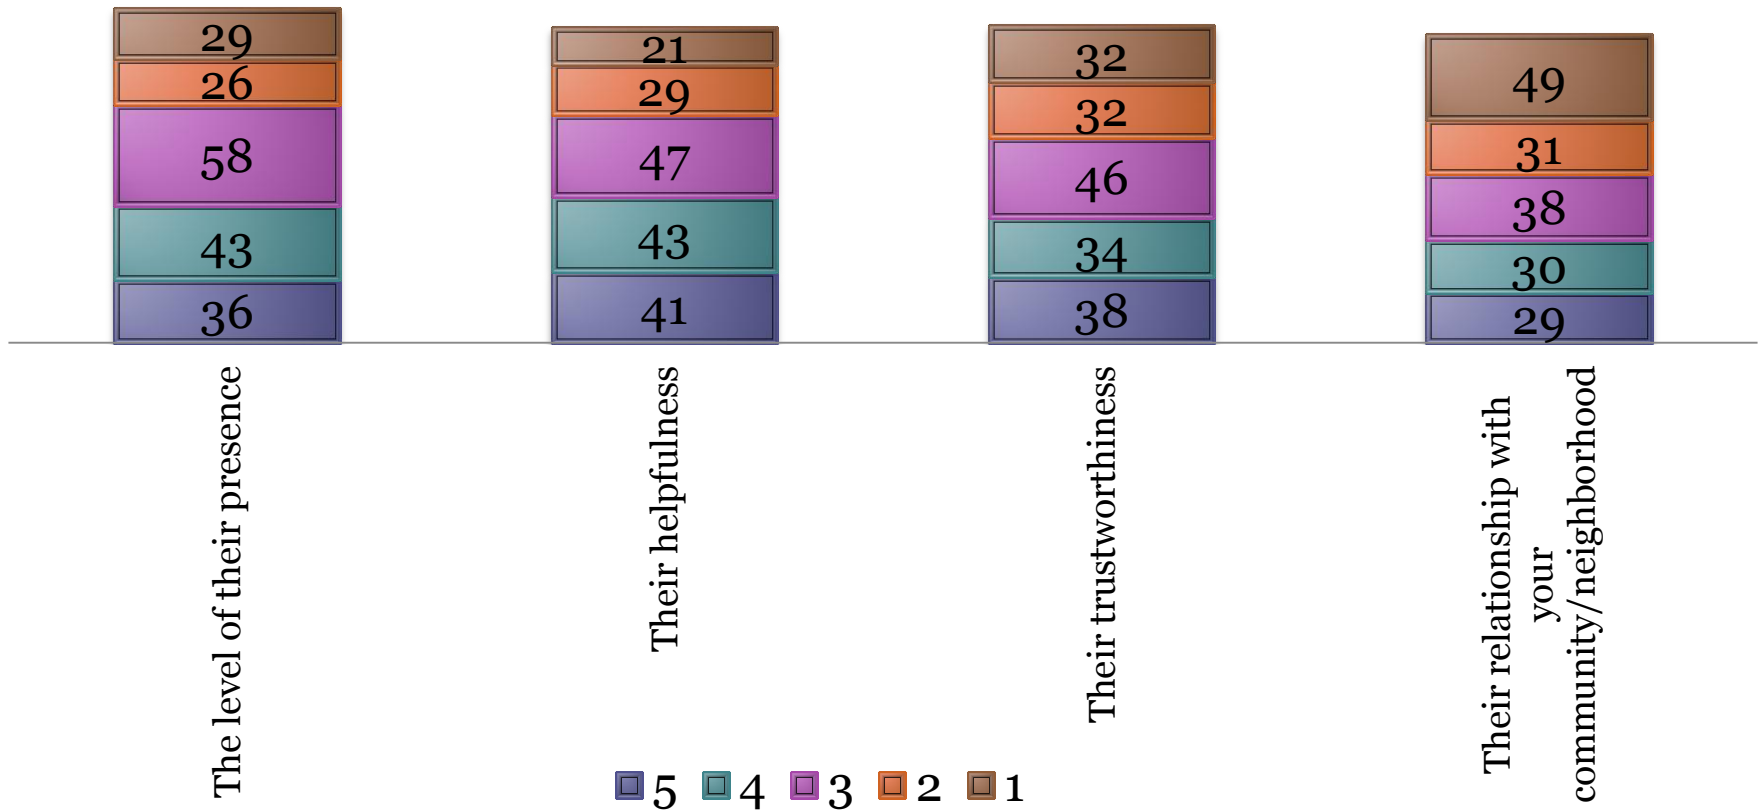 29
26
58
43
36
21
29
47
43
41
32
32
46
34
38
49
31
38
30
29
The level of their presence
Their helpfulness
Their trustworthiness
Their relationship with
your
community/neighborhood
5 4 3 2 1